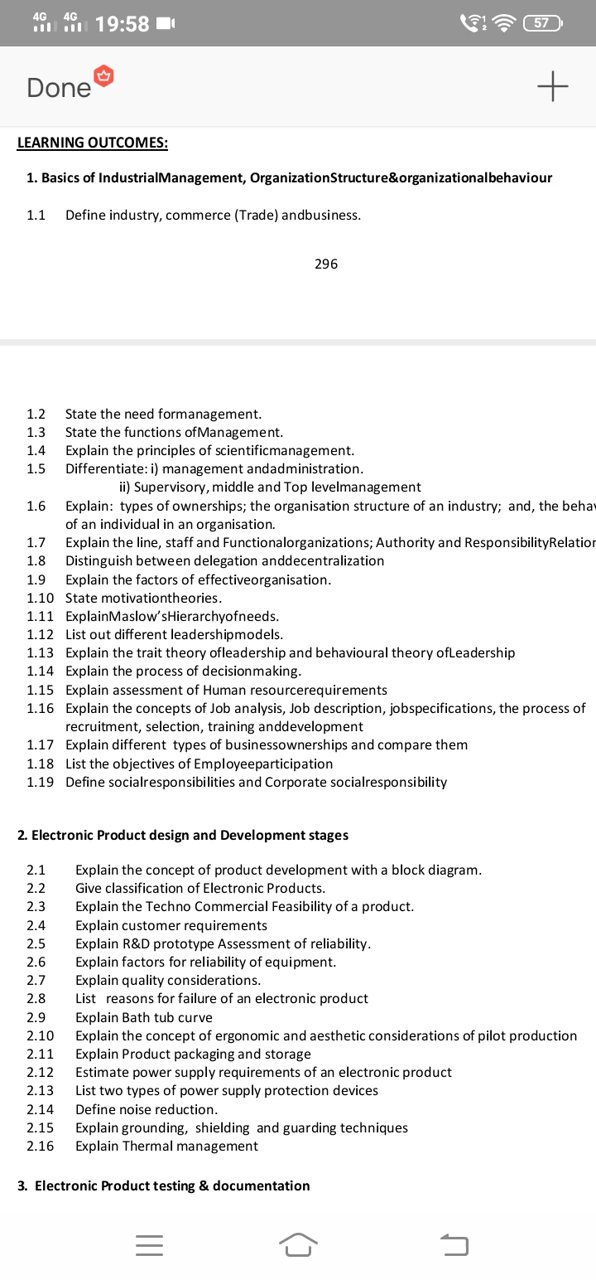 4G 4G 19:58 57
Done
LEARNING OUTCOMES:
1. Basics of IndustrialManagement, OrganizationStructure&organizationalbehaviour
1.1 Define industry, commerce (Trade) andbusiness.
296
1.2 State the need formanagement.
1.3 State the functions ofManagement.
1.4 Explain the principles of scientificmanagement.
1.5 Differentiate: i) management andadministration.
ii) Supervisory, middle and Top levelmanagement
1.6 Explain: types of ownerships; the organisation structure of an industry; and, the behav
of an individual in an organisation.
1.7 Explain the line, staff and Functionalorganizations; Authority and ResponsibilityRelation
1.8 Distinguish between delegation anddecentralization
1.9 Explain the factors of effectiveorganisation.
1.10 State motivationtheories.
1.11 ExplainMaslow’sHierarchyofneeds.
1.12 List out different leadershipmodels.
1.13 Explain the trait theory ofleadership and behavioural theory ofLeadership
1.14 Explain the process of decisionmaking.
1.15 Explain assessment of Human resourcerequirements
1.16 Explain the concepts of Job analysis, Job description, jobspecifications, the process of
recruitment, selection, training anddevelopment
1.17 Explain different types of businessownerships and compare them
1.18 List the objectives of Employeeparticipation
1.19 Define socialresponsibilities and Corporate socialresponsibility
2. Electronic Product design and Development stages
2.1 Explain the concept of product development with a block diagram.
2.2 Give classification of Electronic Products.
2.3 Explain the Techno Commercial Feasibility of a product.
2.4 Explain customer requirements
2.5 Explain R&D prototype Assessment of reliability.
2.6 Explain factors for reliability of equipment.
2.7 Explain quality considerations.
2.8 List reasons for failure of an electronic product
2.9 Explain Bath tub curve
2.10 Explain the concept of ergonomic and aesthetic considerations of pilot production
2.11 Explain Product packaging and storage
2.12 Estimate power supply requirements of an electronic product
2.13 List two types of power supply protection devices
2.14 Define noise reduction.
2.15 Explain grounding, shielding and guarding techniques
2.16 Explain Thermal management
3. Electronic Product testing & documentation